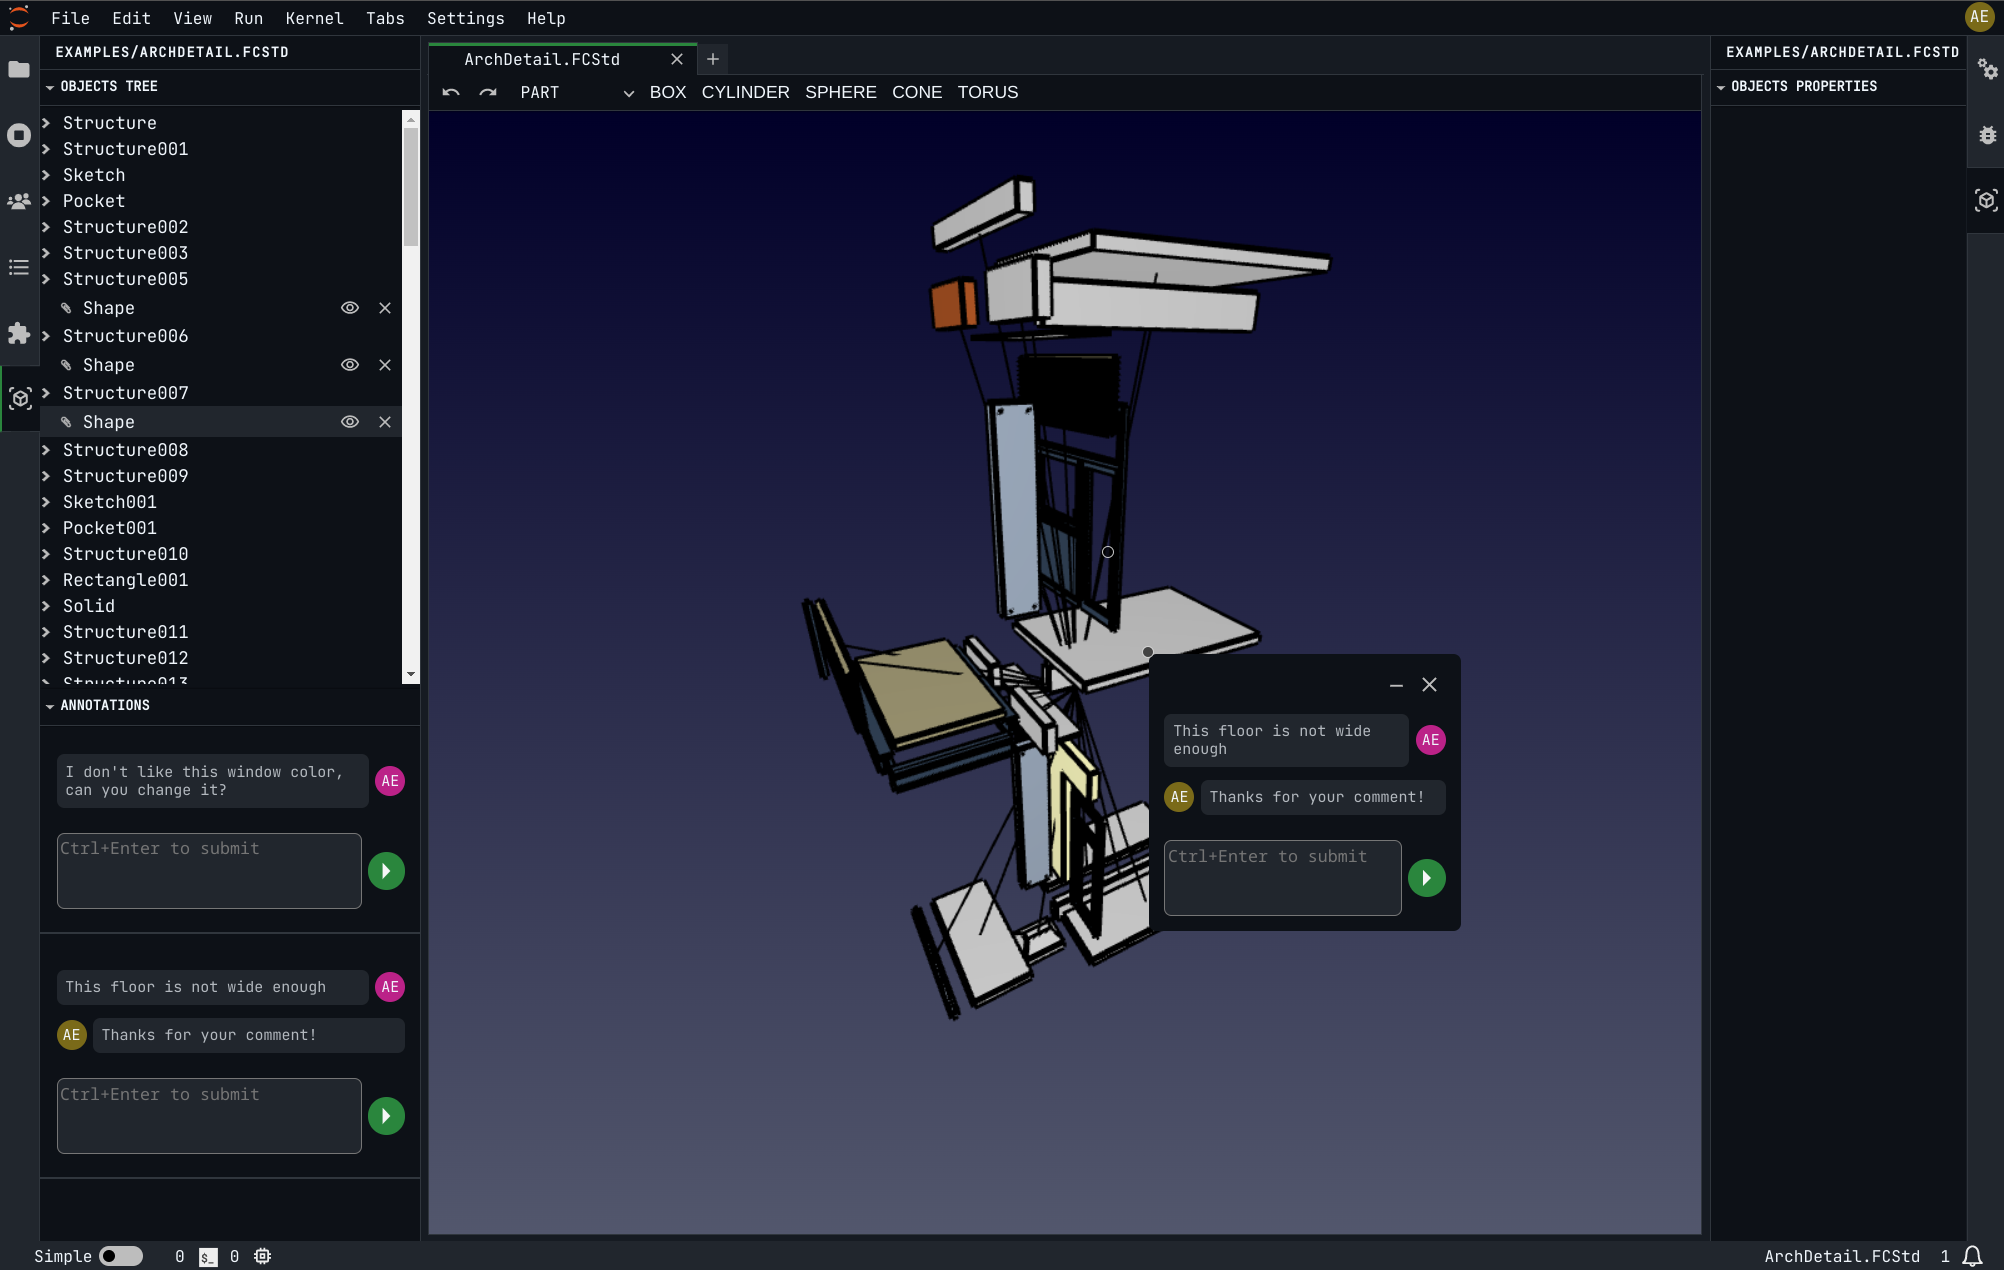 File Edit View Run Kernel Tabs Settings Help
AE
EXAMPLES/ARCHDETAIL.FCSTD
OBJECTS TREE
Structure
Structure001
Sketch
Pocket
Structure002
Structure003
Structure005
Shape
Structure006
Shape
Structure007
Shape
Structure008
Structure009
Sketch001
Pocket001
Structure010
Rectangle001
Solid
Structure011
Structure012
Structure013
ANNOTATIONS
I don't like this window color,
can you change it?
AE
Ctrl+Enter to submit
This floor is not wide enough
AE
AE
Thanks for your comment!
Ctrl+Enter to submit
ArchDetail.FCStd
PART
BOX CYLINDER SPHERE CONE TORUS
This floor is not wide
enough
AE
AE
Thanks for your comment!
Ctrl+Enter to submit
EXAMPLES/ARCHDETAIL.FCSTD
OBJECTS PROPERTIES
Simple 0 $_ 0
ArchDetail.FCStd 1